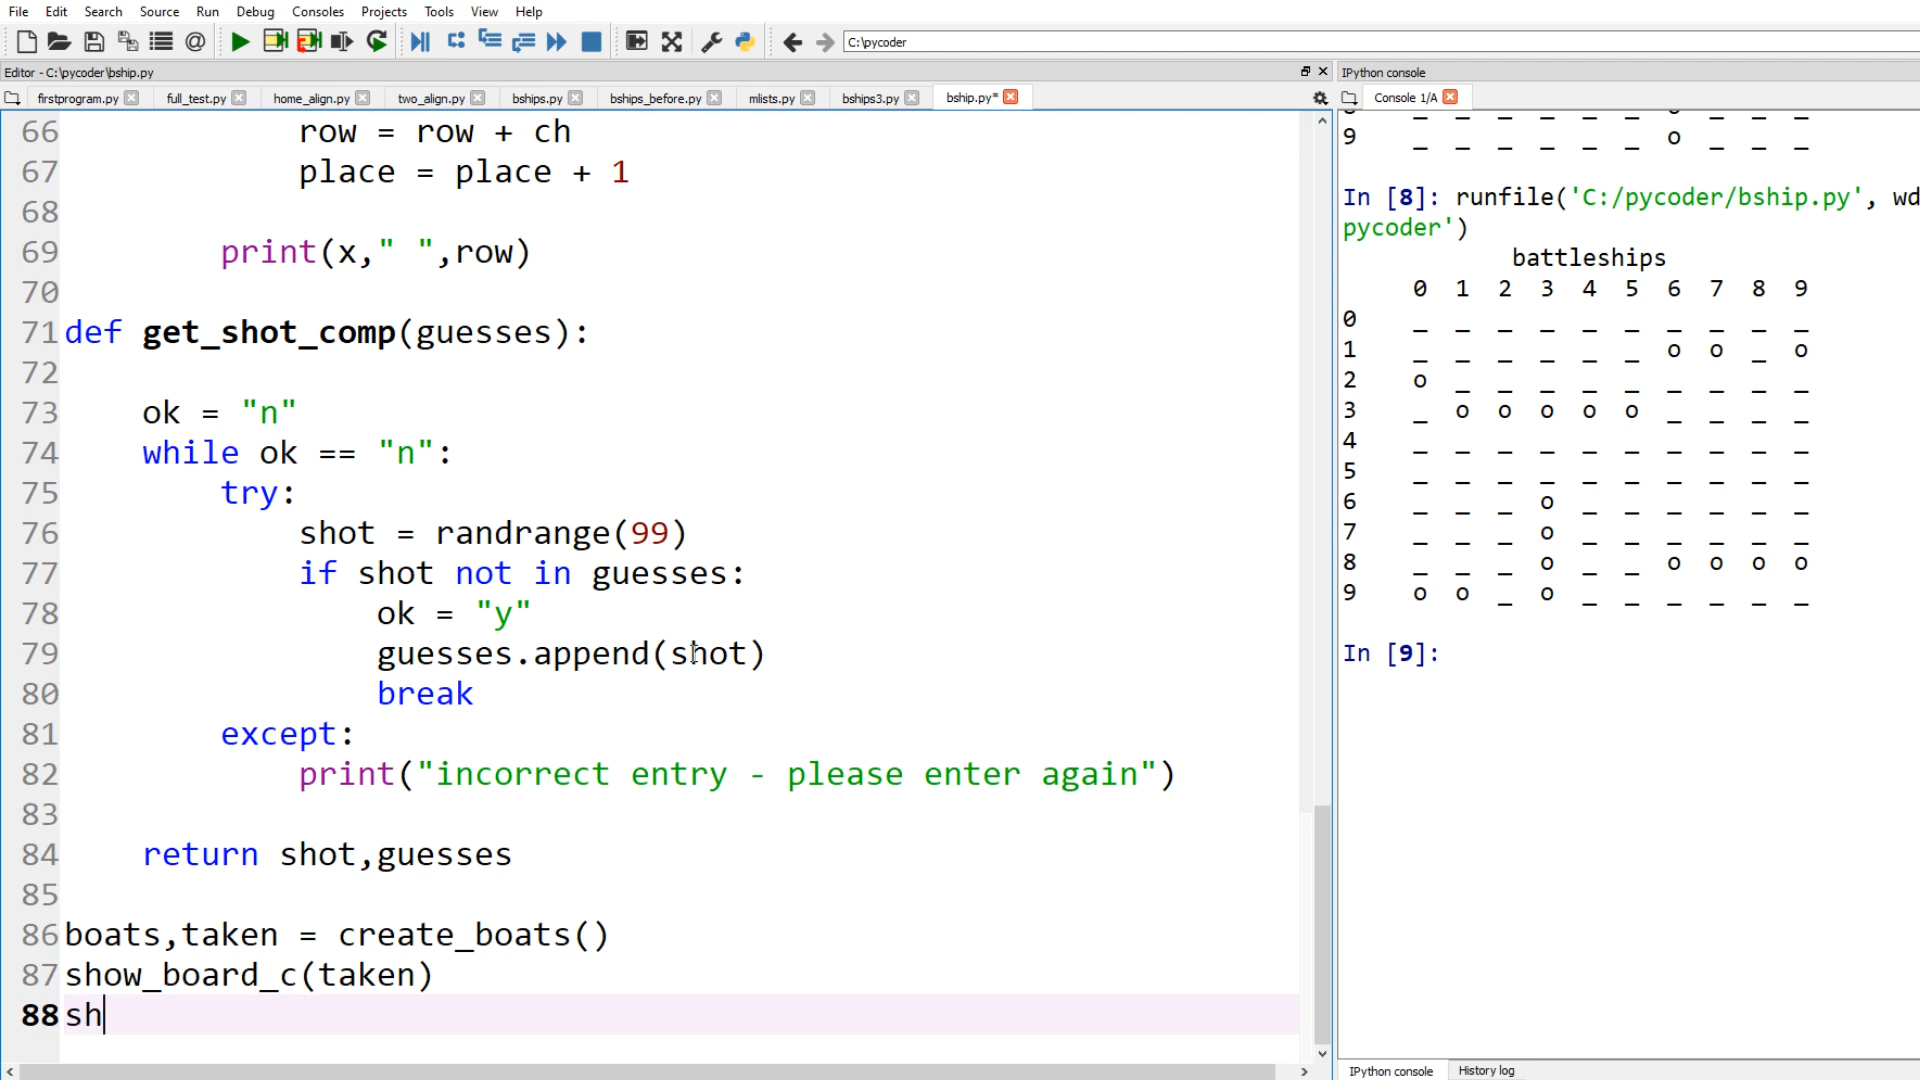 File Edit Search Source Run Debug Consoles Projects Tools View Help
C:\pycoder
Editor - C:\pycoder\bship.py
firstprogram.py full_test.py home_align.py two_align.py bships.py bships_before.py mlists.py bships3.py bship.py*
66 row = row + ch
67 place = place + 1
68
69 print(x," ",row)
70
71 def get_shot_comp(guesses):
72
73 ok = "n"
74 while ok == "n":
75 try:
76 shot = randrange(99)
77 if shot not in guesses:
78 ok = "y"
79 guesses.append(shot)
80 break
81 except:
82 print("incorrect entry - please enter again")
83
84 return shot,guesses
85
86 boats,taken = create_boats()
87 show_board_c(taken)
88 sh
IPython console
Console 1/A
9 _ _ _ _ _ _ o _ _ _
In [8]: runfile('C:/pycoder/bship.py', wd
pycoder')
battleships
0 1 2 3 4 5 6 7 8 9
0 _ _ _ _ _ _ _ _ _ _
1 _ _ _ _ _ _ o o _ o
2 o _ _ _ _ _ _ _ _ _
3 _ o o o o o _ _ _ _
4 _ _ _ _ _ _ _ _ _ _
5 _ _ _ _ _ _ _ _ _ _
6 _ _ _ o _ _ _ _ _ _
7 _ _ _ o _ _ _ _ _ _
8 _ _ _ o _ _ o o o o
9 o o _ o _ _ _ _ _ _
In [9]:
IPython console History log